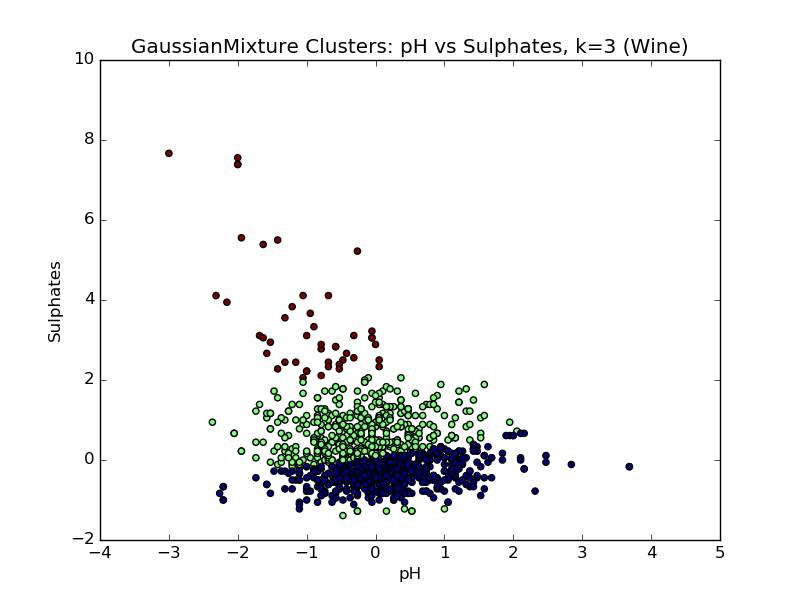 GaussianMixture Clusters: pH vs Sulphates, k=3 (Wine)
10
8
6
4
2
0
−2
Sulphates
−4 −3 −2 −1 0 1 2 3 4 5
pH